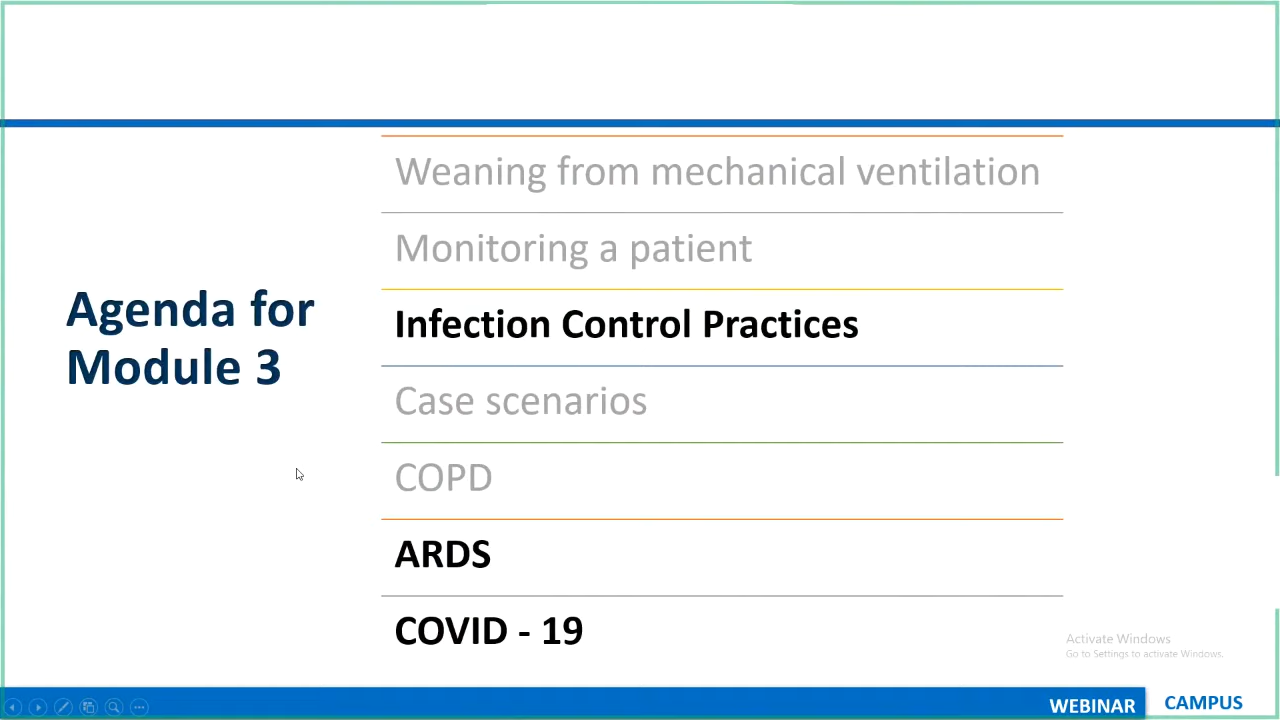 Agenda for
Module 3
Weaning from mechanical ventilation
Monitoring a patient
Infection Control Practices
Case scenarios
COPD
ARDS
COVID - 19
Activate Windows
Go to Settings to activate Windows.
WEBINAR CAMPUS